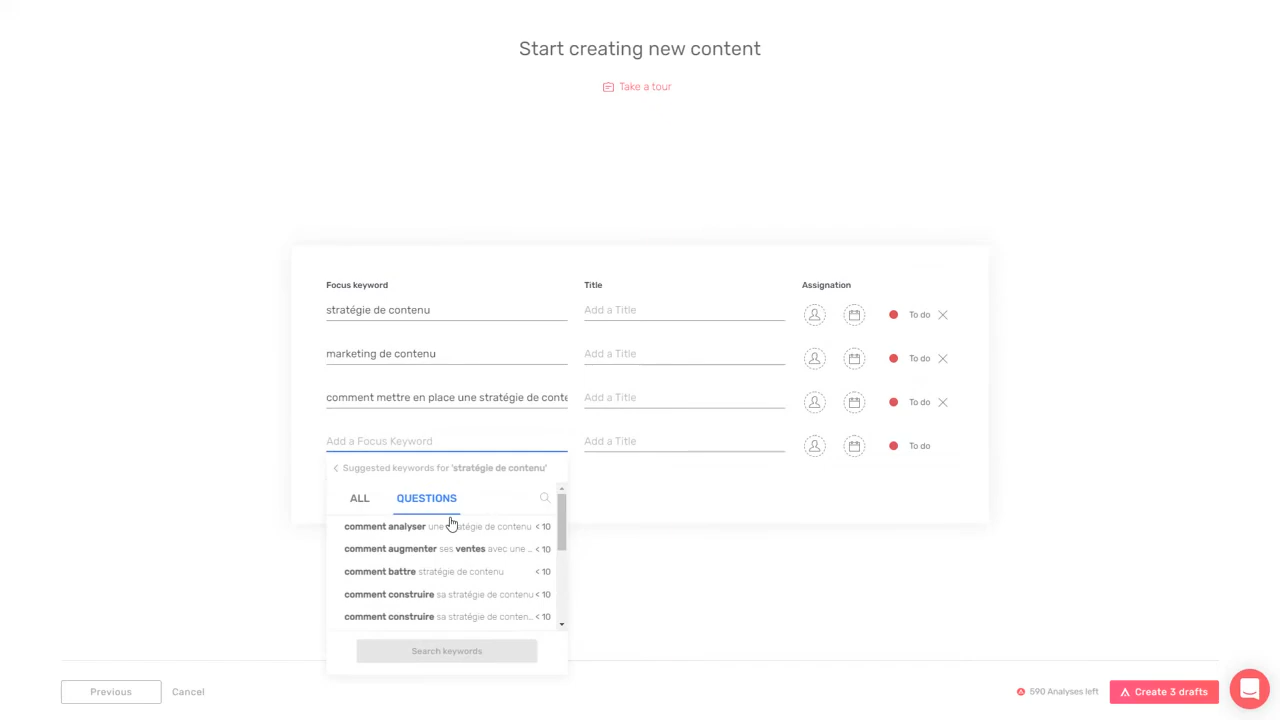 Start creating new content
Take a tour
Focus keyword Title Assignation
stratégie de contenu Add a Title To do
marketing de contenu Add a Title To do
comment mettre en place une stratégie de conte Add a Title To do
Add a Focus Keyword Add a Title To do
Suggested keywords for 'stratégie de contenu'
ALL QUESTIONS
comment analyser une stratégie de contenu < 10
comment augmenter ses ventes avec une ... < 10
comment battre stratégie de contenu < 10
comment construire sa stratégie de contenu < 10
comment construire sa stratégie de conten... < 10
Search keywords
Previous Cancel 590 Analyses left Create 3 drafts